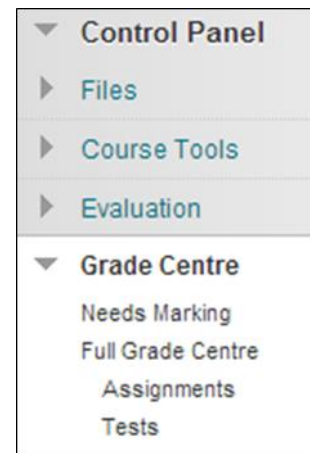 Control Panel
Files
Course Tools
Evaluation
Grade Centre
Needs Marking
Full Grade Centre
Assignments
Tests